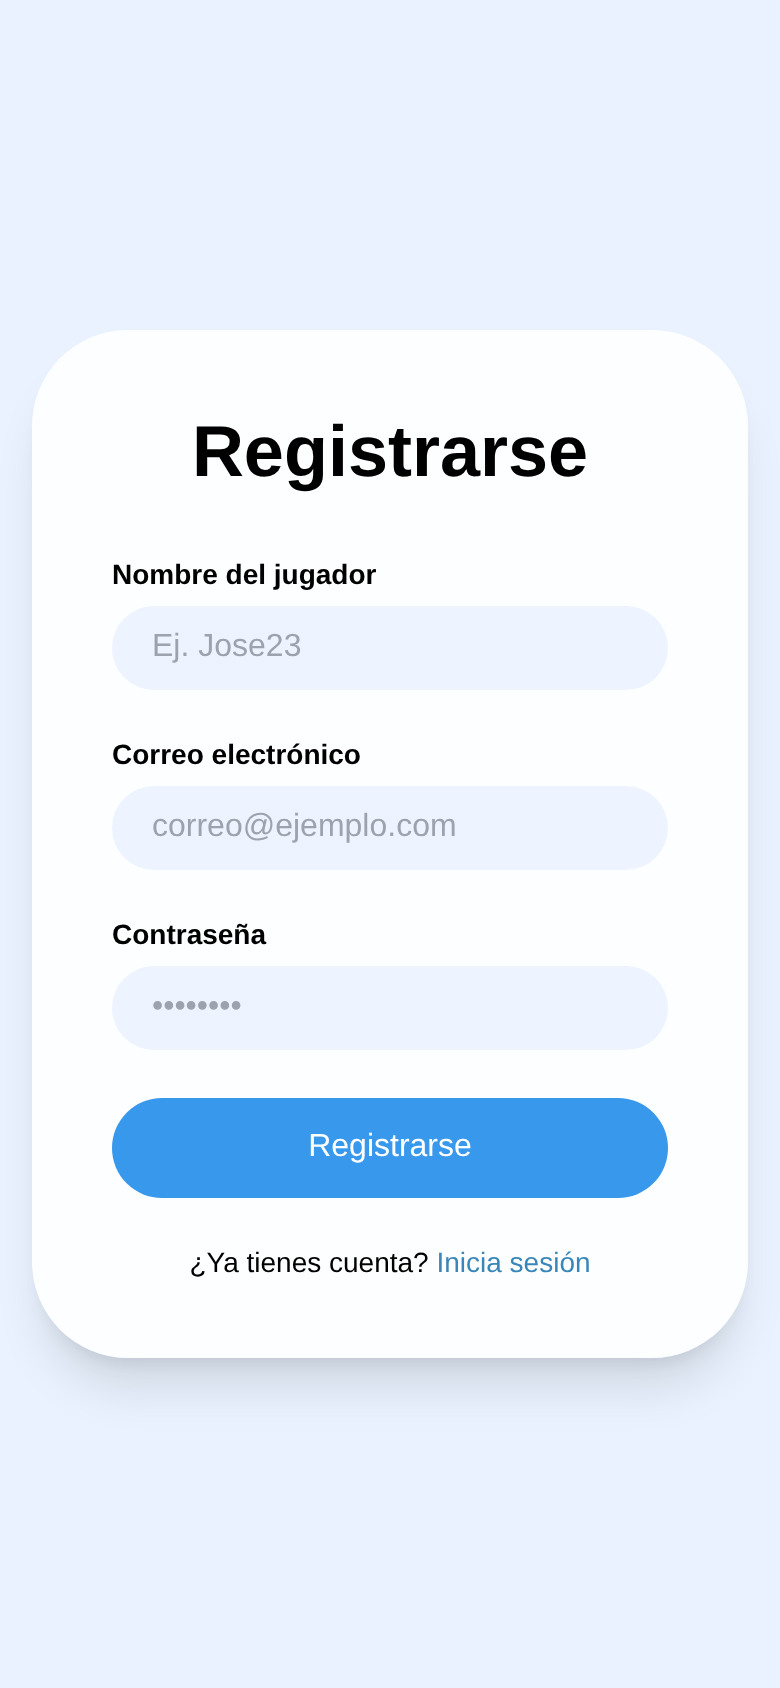 Registrarse
Nombre del jugador
Ej. Jose23
Correo electrónico
correo@ejemplo.com
Contraseña
••••••••
Registrarse
¿Ya tienes cuenta? Inicia sesión